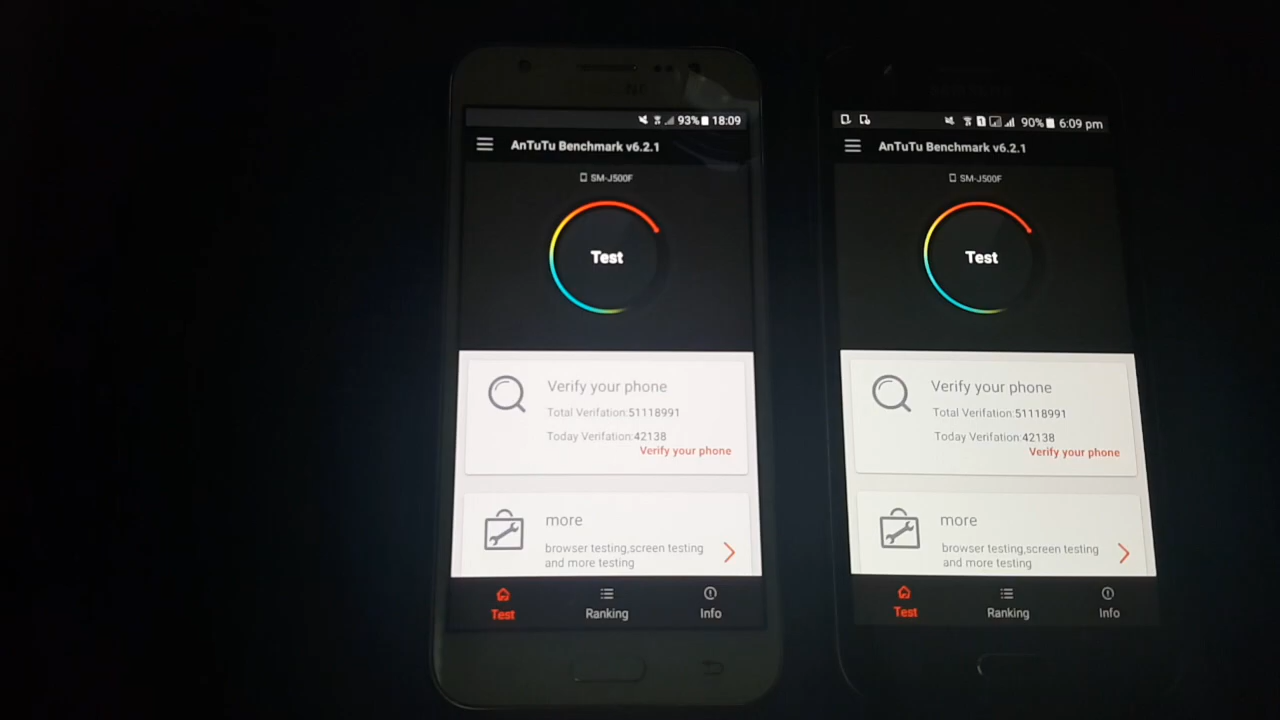 93% 18:09
AnTuTu Benchmark v6.2.1
SM-J500F
Test
Verify your phone
Total Verifation:51118991
Today Verifation:42138
Verify your phone
more
browser testing,screen testing
and more testing
Test Ranking Info
90% 6:09 pm
AnTuTu Benchmark v6.2.1
SM-J500F
Test
Verify your phone
Total Verifation:51118991
Today Verifation:42138
Verify your phone
more
browser testing,screen testing
and more testing
Test Ranking Info